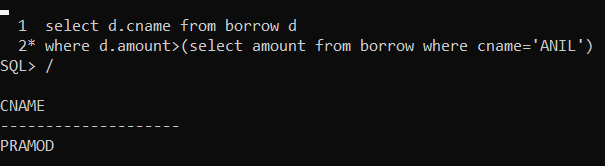 1  select d.cname from borrow d
2* where d.amount>(select amount from borrow where cname='ANIL')
SQL> /
CNAME
--------------------
PRAMOD